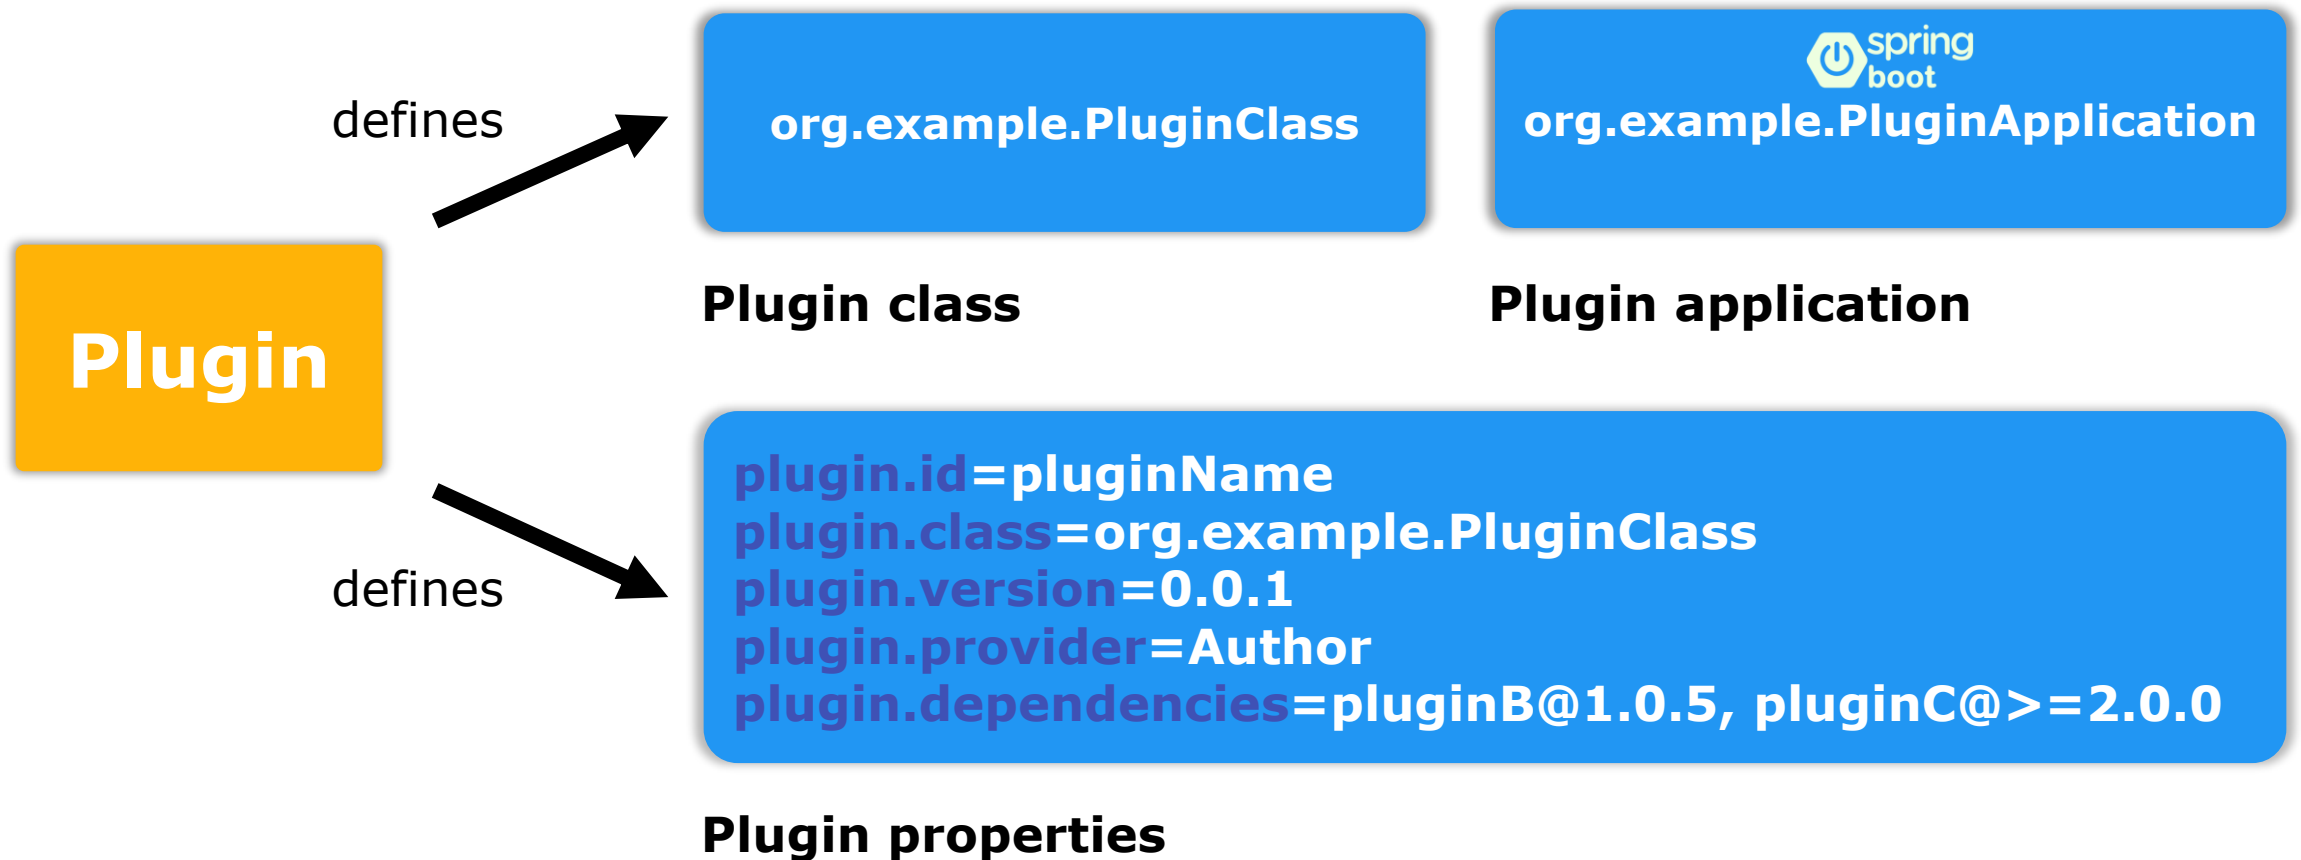 defines
org.example.PluginClass
spring
boot
org.example.PluginApplication
Plugin class
Plugin application
Plugin
defines
plugin.id=pluginName
plugin.class=org.example.PluginClass
plugin.version=0.0.1
plugin.provider=Author
plugin.dependencies=pluginB@1.0.5, pluginC@>=2.0.0
Plugin properties